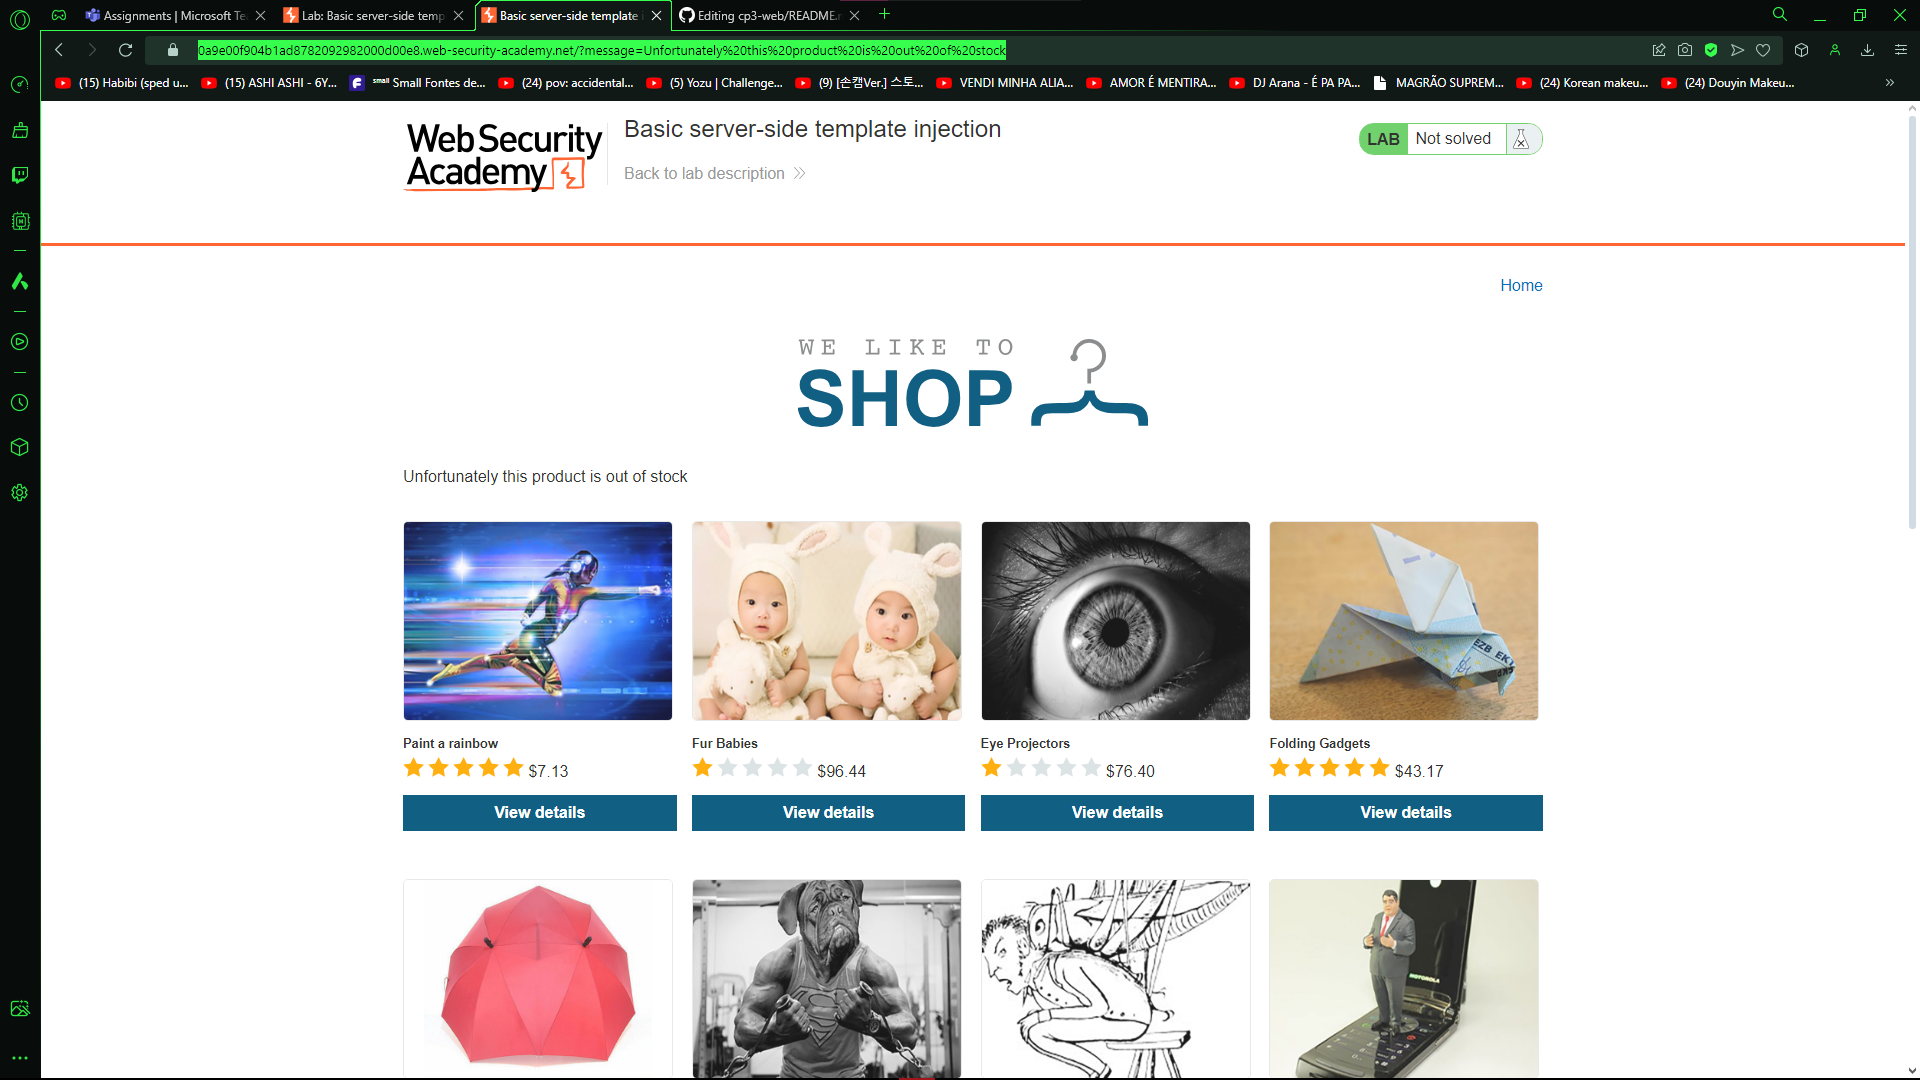 Assignments | Microsoft Te
Lab: Basic server-side temp
Basic server-side template i
Editing cp3-web/README.m
0a9e00f904b1ad8782092982000d00e8.web-security-academy.net/?message=Unfortunately%20this%20product%20is%20out%20of%20stock
(15) Habibi (sped u...
(15) ASHI ASHI - 6Y...
small Small Fontes de...
(24) pov: accidental...
(5) Yozu | Challenge...
(9) [손캠Ver.] 스토...
VENDI MINHA ALIA...
AMOR É MENTIRA...
DJ Arana - É PA PA...
MAGRÃO SUPREM...
(24) Korean makeu...
(24) Douyin Makeu...
Web Security
Academy
Basic server-side template injection
Back to lab description
LAB Not solved
Home
WE LIKE TO
SHOP
Unfortunately this product is out of stock
Paint a rainbow
$7.13
View details
Fur Babies
$96.44
View details
Eye Projectors
$76.40
View details
Folding Gadgets
$43.17
View details
EZB EK
MOTOROLA